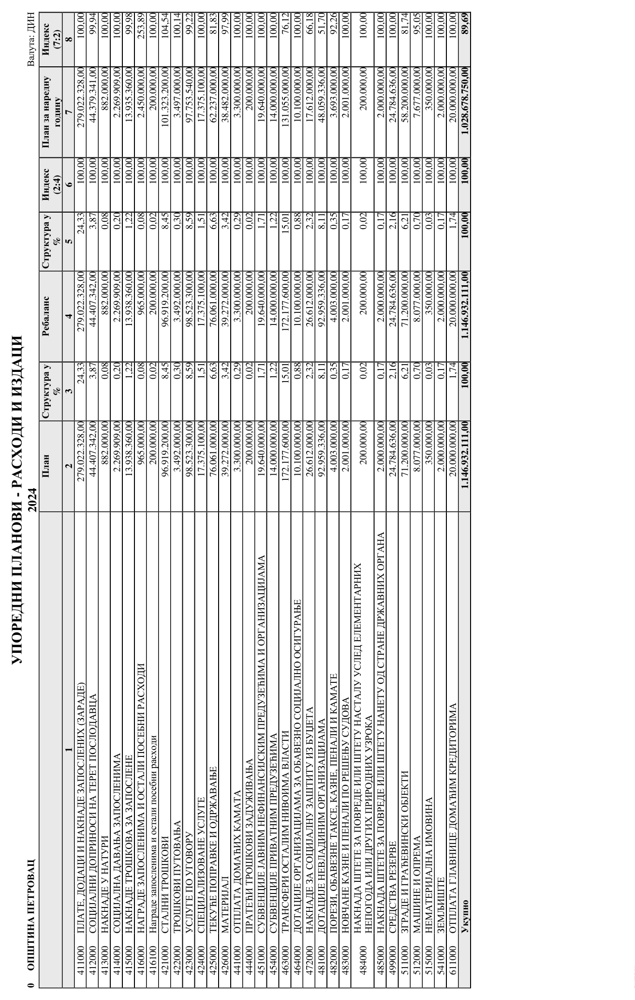 УПОРЕДНИ ПЛАНОВИ - РАСХОДИ И ИЗДАЦИ
0 ОПШТИНА ПЕТРОВАЦ 2024 Валута: ДИН
План Структура у % Ребаланс Структура у % Индекс (2:4) План за наредну годину Индекс (7:2)
1 2 3 4 5 6 7 8
411000 ПЛАТЕ, ДОДАЦИ И НАКНАДЕ ЗАПОСЛЕНИХ (ЗАРАДЕ) 279.022.328,00 24,33 279.022.328,00 24,33 100,00 279.022.328,00 100,00
412000 СОЦИЈАЛНИ ДОПРИНОСИ НА ТЕРЕТ ПОСЛОДАВЦА 44.407.342,00 3,87 44.407.342,00 3,87 100,00 44.379.341,00 99,94
413000 НАКНАДЕ У НАТУРИ 882.000,00 0,08 882.000,00 0,08 100,00 882.000,00 100,00
414000 СОЦИЈАЛНА ДАВАЊА ЗАПОСЛЕНИМА 2.269.909,00 0,20 2.269.909,00 0,20 100,00 2.269.909,00 100,00
415000 НАКНАДЕ ТРОШКОВА ЗА ЗАПОСЛЕНЕ 13.938.360,00 1,22 13.938.360,00 1,22 100,00 13.935.360,00 99,98
416000 НАГРАДЕ ЗАПОСЛЕНИМА И ОСТАЛИ ПОСЕБНИ РАСХОДИ 965.000,00 0,08 965.000,00 0,08 100,00 2.450.000,00 253,89
416100 Награде запосленима и остали посебни расходи 200.000,00 0,02 200.000,00 0,02 100,00 200.000,00 100,00
421000 СТАЛНИ ТРОШКОВИ 96.919.200,00 8,45 96.919.200,00 8,45 100,00 101.323.200,00 104,54
422000 ТРОШКОВИ ПУТОВАЊА 3.492.000,00 0,30 3.492.000,00 0,30 100,00 3.497.000,00 100,14
423000 УСЛУГЕ ПО УГОВОРУ 98.523.300,00 8,59 98.523.300,00 8,59 100,00 97.753.540,00 99,22
424000 СПЕЦИЈАЛИЗОВАНЕ УСЛУГЕ 17.375.100,00 1,51 17.375.100,00 1,51 100,00 17.375.100,00 100,00
425000 ТЕКУЋЕ ПОПРАВКЕ И ОДРЖАВАЊЕ 76.061.000,00 6,63 76.061.000,00 6,63 100,00 62.237.000,00 81,83
426000 МАТЕРИЈАЛ 39.272.000,00 3,42 39.272.000,00 3,42 100,00 38.482.000,00 97,99
441000 ОТПЛАТА ДОМАЋИХ КАМАТА 3.300.000,00 0,29 3.300.000,00 0,29 100,00 3.300.000,00 100,00
444000 ПРАТЕЋИ ТРОШКОВИ ЗАДУЖИВАЊА 200.000,00 0,02 200.000,00 0,02 100,00 200.000,00 100,00
451000 СУБВЕНЦИЈЕ ЈАВНИМ НЕФИНАНСИЈСКИМ ПРЕДУЗЕЋИМА И ОРГАНИЗАЦИЈАМА 19.640.000,00 1,71 19.640.000,00 1,71 100,00 19.640.000,00 100,00
454000 СУБВЕНЦИЈЕ ПРИВАТНИМ ПРЕДУЗЕЋИМА 14.000.000,00 1,22 14.000.000,00 1,22 100,00 14.000.000,00 100,00
463000 ТРАНСФЕРИ ОСТАЛИМ НИВОИМА ВЛАСТИ 172.177.600,00 15,01 172.177.600,00 15,01 100,00 131.055.000,00 76,12
464000 ДОТАЦИЈЕ ОРГАНИЗАЦИЈАМА ЗА ОБАВЕЗНО СОЦИЈАЛНО ОСИГУРАЊЕ 10.100.000,00 0,88 10.100.000,00 0,88 100,00 10.100.000,00 100,00
472000 НАКНАДЕ ЗА СОЦИЈАЛНУ ЗАШТИТУ ИЗ БУЏЕТА 26.612.000,00 2,32 26.612.000,00 2,32 100,00 17.612.000,00 66,18
481000 ДОТАЦИЈЕ НЕВЛАДИНИМ ОРГАНИЗАЦИЈАМА 92.959.336,00 8,11 92.959.336,00 8,11 100,00 48.059.336,00 51,70
482000 ПОРЕЗИ, ОБАВЕЗНЕ ТАКСЕ, КАЗНЕ, ПЕНАЛИ И КАМАТЕ 4.003.000,00 0,35 4.003.000,00 0,35 100,00 3.693.000,00 92,26
483000 НОВЧАНЕ КАЗНЕ И ПЕНАЛИ ПО РЕШЕЊУ СУДОВА 2.001.000,00 0,17 2.001.000,00 0,17 100,00 2.001.000,00 100,00
484000 НАКНАДА ШТЕТЕ ЗА ПОВРЕДЕ ИЛИ ШТЕТУ НАСТАЛУ УСЛЕД ЕЛЕМЕНТАРНИХ 200.000,00 0,02 200.000,00 0,02 100,00 200.000,00 100,00
НЕПОГОДА ИЛИ ДРУГИХ ПРИРОДНИХ УЗРОКА
485000 НАКНАДА ШТЕТЕ ЗА ПОВРЕДЕ ИЛИ ШТЕТУ НАНЕТУ ОД СТРАНЕ ДРЖАВНИХ ОРГАНА 2.000.000,00 0,17 2.000.000,00 0,17 100,00 2.000.000,00 100,00
499000 СРЕДСТВА РЕЗЕРВЕ 24.784.636,00 2,16 24.784.636,00 2,16 100,00 24.784.636,00 100,00
511000 ЗГРАДЕ И ГРАЂЕВИНСКИ ОБЈЕКТИ 71.200.000,00 6,21 71.200.000,00 6,21 100,00 58.200.000,00 81,74
512000 МАШИНЕ И ОПРЕМА 8.077.000,00 0,70 8.077.000,00 0,70 100,00 7.677.000,00 95,05
515000 НЕМАТЕРИЈАЛНА ИМОВИНА 350.000,00 0,03 350.000,00 0,03 100,00 350.000,00 100,00
541000 ЗЕМЉИШТЕ 2.000.000,00 0,17 2.000.000,00 0,17 100,00 2.000.000,00 100,00
611000 ОТПЛАТА ГЛАВНИЦЕ ДОМАЋИМ КРЕДИТОРИМА 20.000.000,00 1,74 20.000.000,00 1,74 100,00 20.000.000,00 100,00
Укупно 1.146.932.111,00 100,00 1.146.932.111,00 100,00 100,00 1.028.678.750,00 89,69